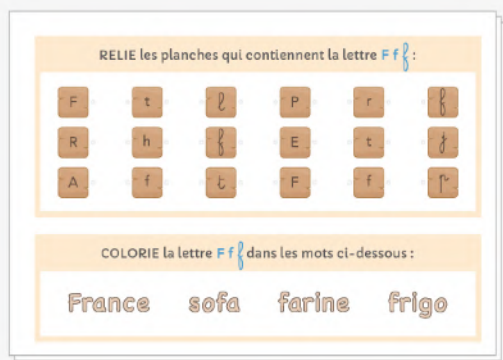 RELIE les planches qui contiennent la lettre F f f :
F t l P r f
R h f E t j
A f t F f r
COLORIE la lettre F f f dans les mots ci-dessous :
France sofa farine frigo